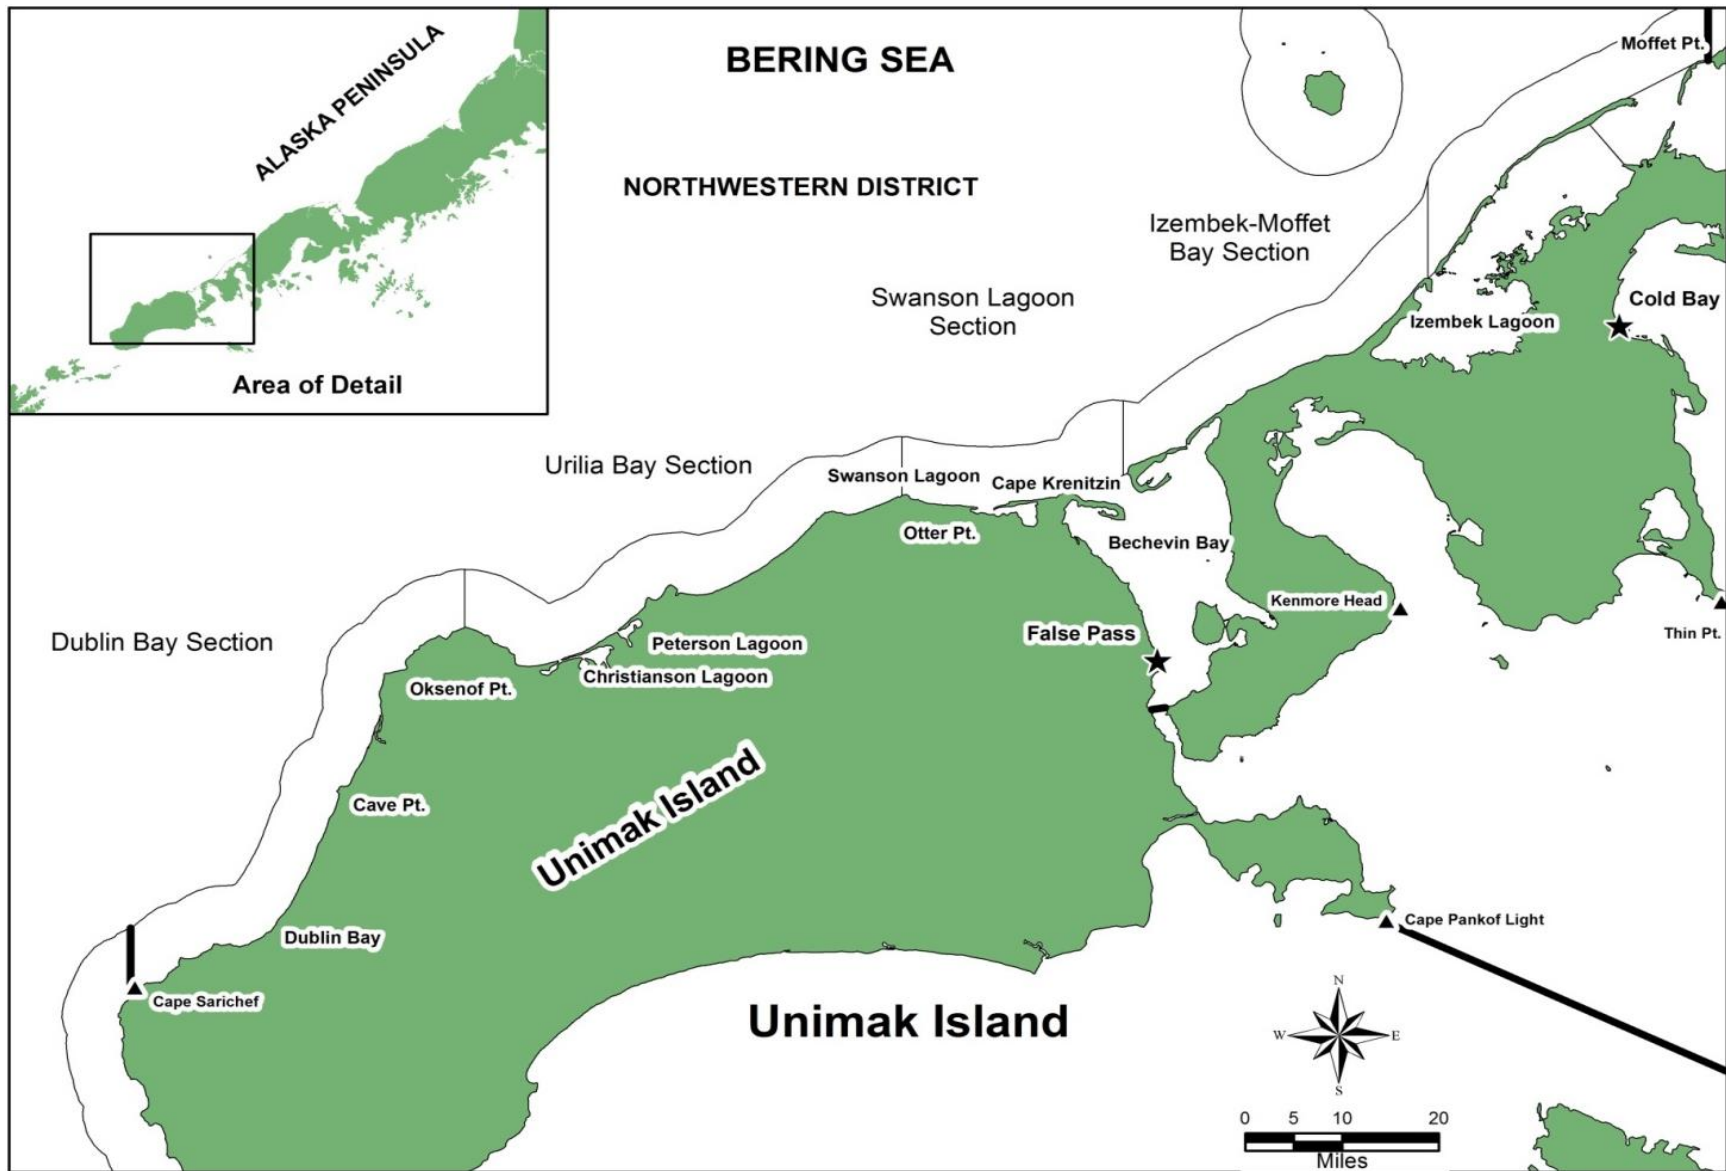 ALASKA PENINSULA
Area of Detail
BERING SEA
Moffet Pt.
NORTHWESTERN DISTRICT
Izembek-Moffet
Bay Section
Swanson Lagoon
Section
Cold Bay
Izembek Lagoon
Urilia Bay Section
Swanson Lagoon
Cape Krenitzin
Otter Pt.
Bechevin Bay
Kenmore Head
Thin Pt.
False Pass
Dublin Bay Section
Peterson Lagoon
Christianson Lagoon
Oksenof Pt.
Cave Pt.
Unimak Island
Dublin Bay
Cape Pankof Light
Cape Sarichef
Unimak Island
N
W
E
S
0 5 10 20
Miles